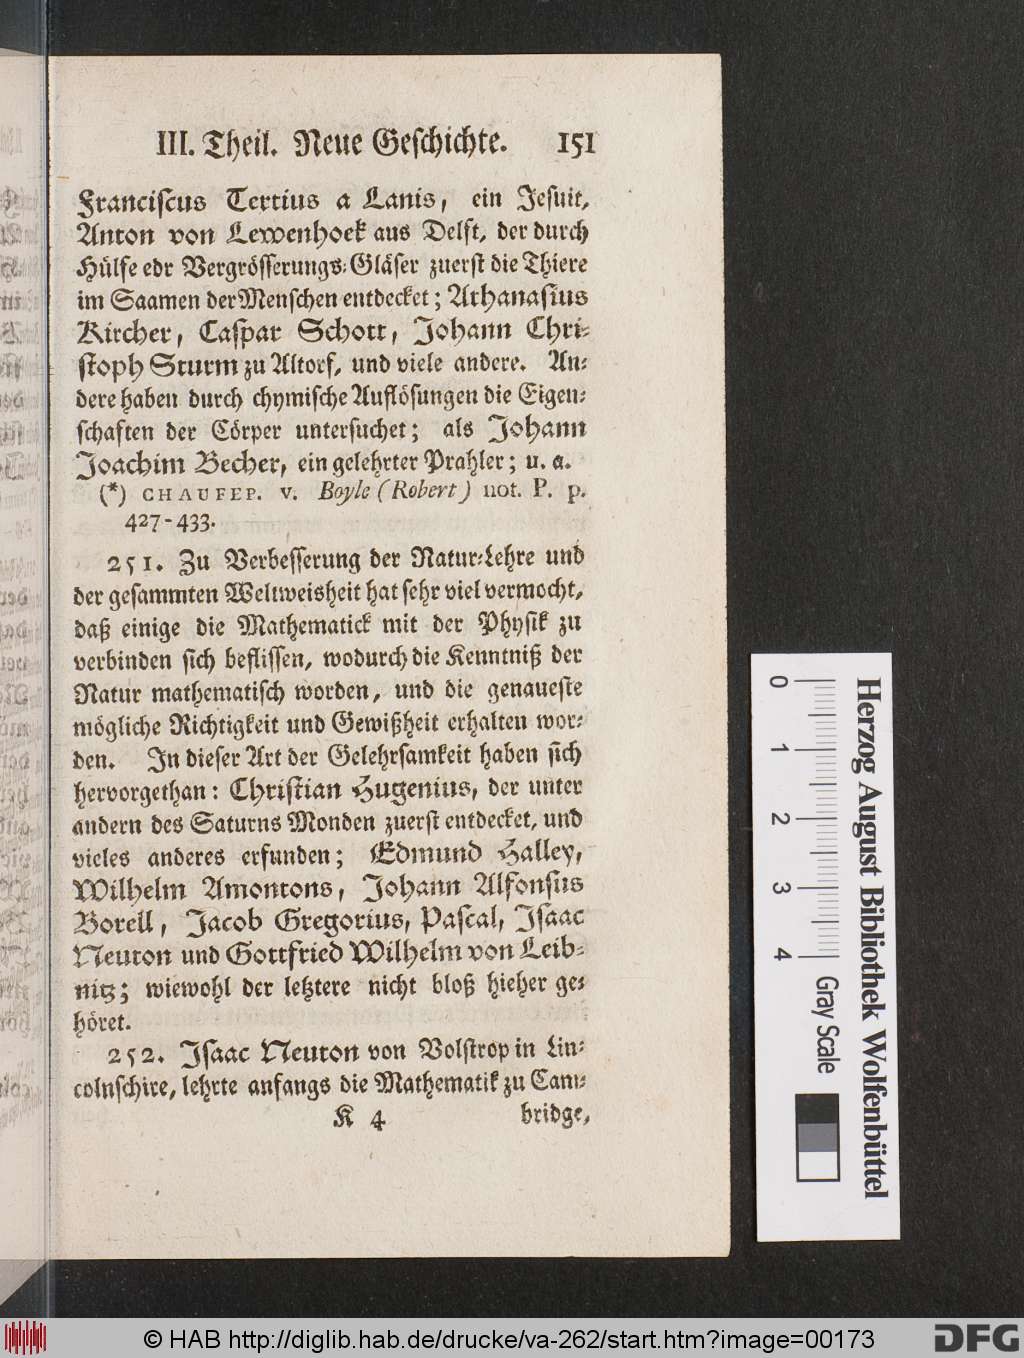 III. Theil. Neue Geschichte. 151
Franciscus Tertius a Lanis, ein Jesuit,
Anton von Lewenhoek aus Delft, der durch
Hülfe edr Vergrösserungs-Gläser zuerst die Thiere
im Saamen der Menschen entdecket; Athanasius
Kircher, Caspar Schott, Johann Chri-
stoph Sturm zu Altorf, und viele andere. An-
dere haben durch chymische Auflösungen die Eigen-
schaften der Cörper untersuchet; als Johann
Joachim Becher, ein gelehrter Prahler; u. a.
(*) CHAUFEP. v. Boyle (Robert) not. P. p.
427-433.
251. Zu Verbesserung der Natur-Lehre und
der gesammten Weltweisheit hat sehr viel vermocht,
daß einige die Mathematick mit der Physik zu
verbinden sich beflissen, wodurch die Kenntniß der
Natur mathematisch worden, und die genaueste
mögliche Richtigkeit und Gewißheit erhalten wor-
den. In dieser Art der Gelehrsamkeit haben sich
hervorgethan: Christian Hugenius, der unter
andern des Saturns Monden zuerst entdecket, und
vieles anderes erfunden; Edmund Halley,
Wilhelm Amontons, Johann Alfonsus
Borell, Jacob Gregorius, Pascal, Isaac
Neuton und Gottfried Wilhelm von Leib-
nitz; wiewohl der letztere nicht bloß hieher ge-
höret.
252. Isaac Neuton von Volstrop in Lin-
colnschire, lehrte anfangs die Mathematik zu Cam-
K 4 bridge,
0 1 2 3 4 Gray Scale
Herzog August Bibliothek Wolfenbüttel
© HAB http://diglib.hab.de/drucke/va-262/start.htm?image=00173
DFG